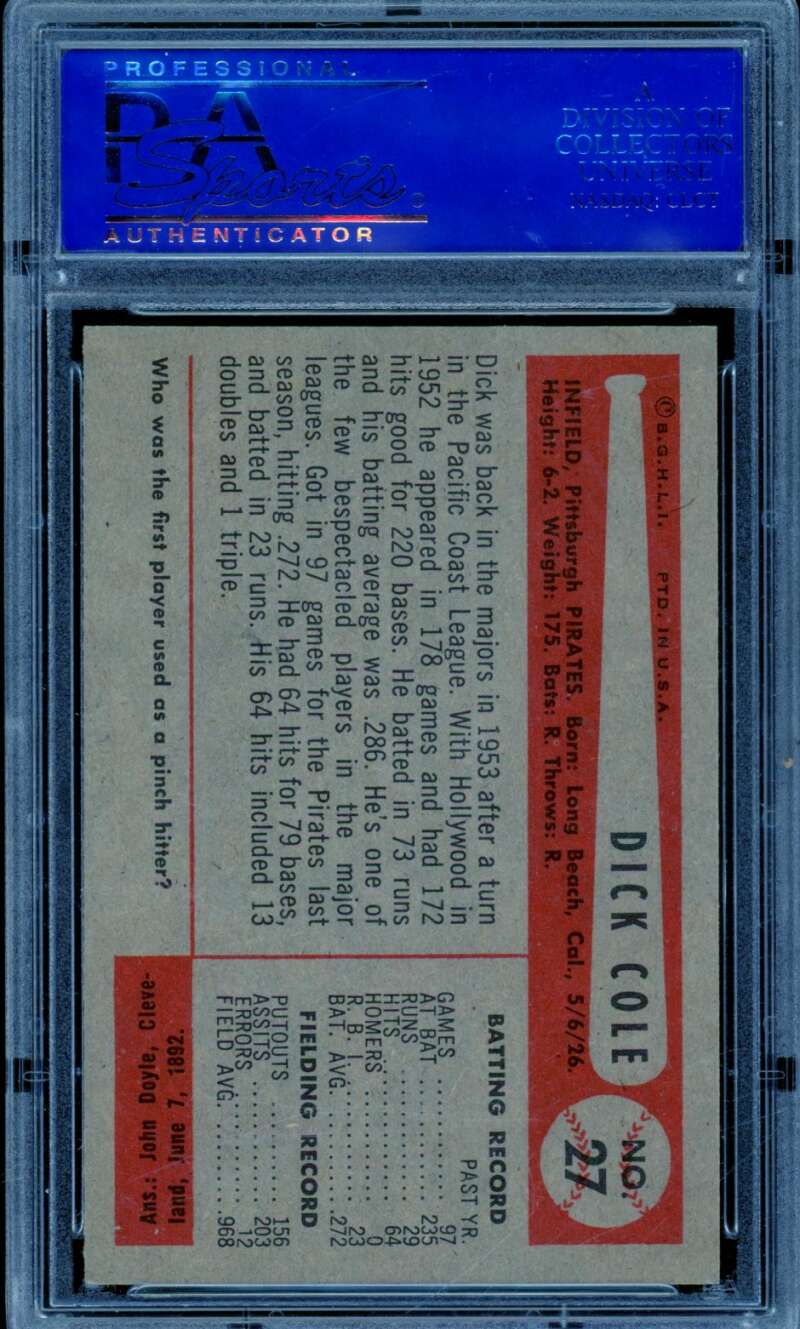 PROFESSIONAL
PSA
Sports
AUTHENTICATOR
A
DIVISION OF
COLLECTORS
UNIVERSE
NASDAQ: CLCT
© B.G.H.L.I. PTD. IN U.S.A.
DICK COLE
NO.
27
INFIELD, Pittsburgh PIRATES. Born: Long Beach, Cal., 5/6/26.
Height: 6-2. Weight: 175. Bats: R. Throws: R.
Dick was back in the majors in 1953 after a turn
in the Pacific Coast League. With Hollywood in
1952 he appeared in 178 games and had 172
hits good for 220 bases. He batted in 73 runs
and his batting average was .286. He's one of
the few bespectacled players in the major
leagues. Got in 97 games for the Pirates last
season, hitting .272. He had 64 hits for 79 bases,
and batted in 23 runs. His 64 hits included 13
doubles and 1 triple.
BATTING RECORD
PAST YR.
GAMES 97
AT BAT 235
RUNS 29
HITS 64
HOMERS 0
R. B. I. 23
BAT. AVG. .272
FIELDING RECORD
PUTOUTS 156
ASSITS 203
ERRORS 12
FIELD AVG. .968
Who was the first player used as a pinch hitter?
Ans.: John Doyle, Cleve-
land, June 7, 1892.